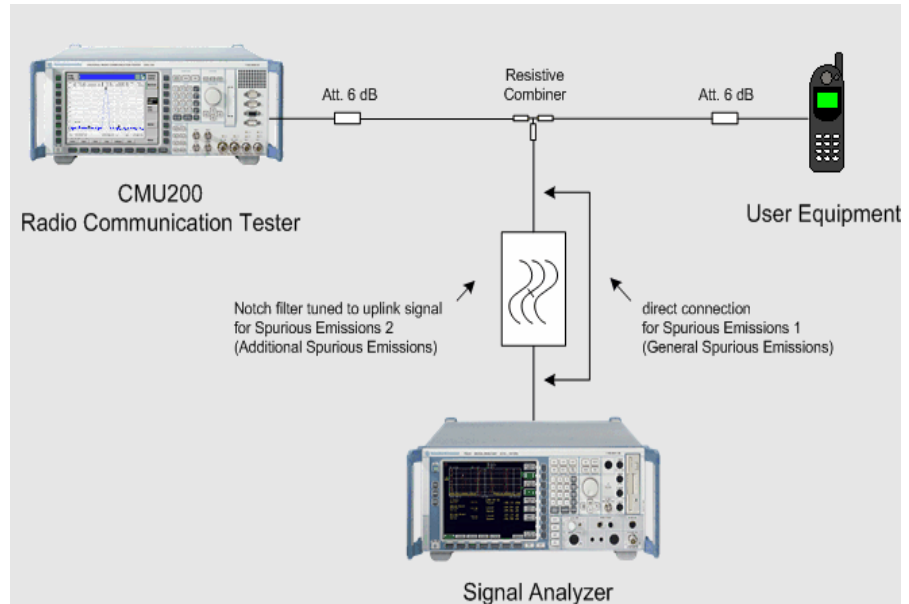 Resistive
Combiner
Att. 6 dB
Att. 6 dB
CMU200
Radio Communication Tester
User Equipment
Notch filter tuned to uplink signal
for Spurious Emissions 2
(Additional Spurious Emissions)
direct connection
for Spurious Emissions 1
(General Spurious Emissions)
Signal Analyzer